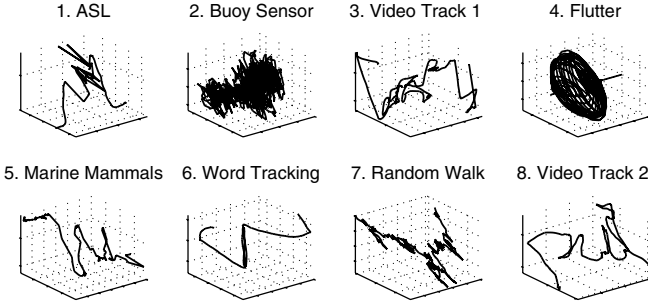 1. ASL
2. Buoy Sensor
3. Video Track 1
4. Flutter
5. Marine Mammals
6. Word Tracking
7. Random Walk
8. Video Track 2